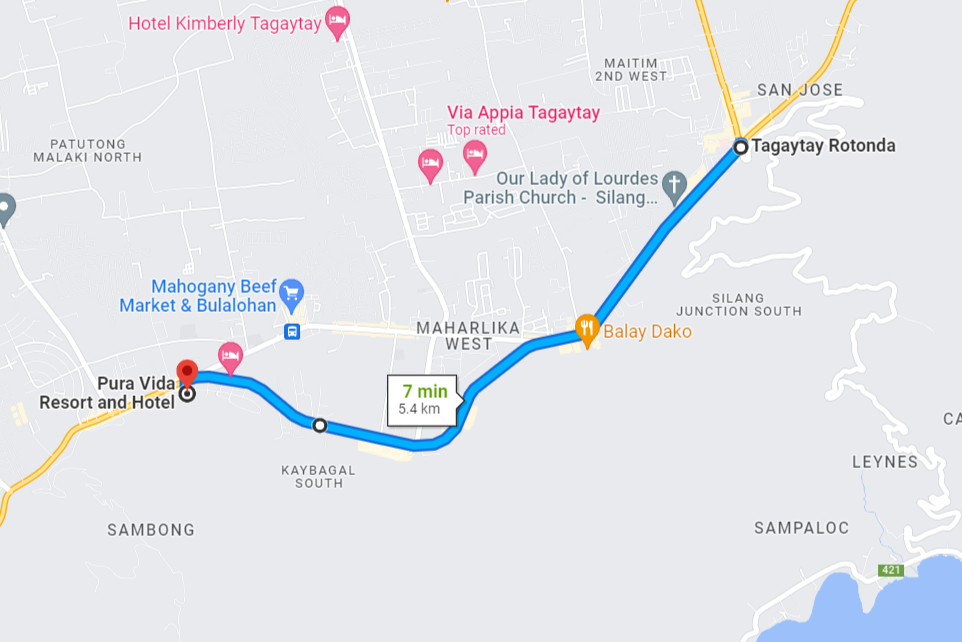 Hotel Kimberly Tagaytay
MAITIM
2ND WEST
SAN JOSE
Via Appia Tagaytay
Top rated
PATUTONG
MALAKI NORTH
Tagaytay Rotonda
Our Lady of Lourdes
Parish Church - Silang...
Mahogany Beef
Market & Bulalohan
SILANG
JUNCTION SOUTH
MAHARLIKA
WEST
Balay Dako
Pura Vida
Resort and Hotel
7 min
5.4 km
CA
KAYBAGAL
SOUTH
LEYNES
SAMBONG
SAMPALOC
421